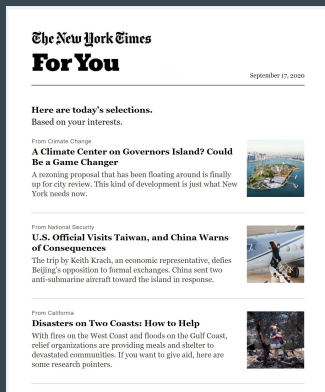 The New York Times
For You
September 17, 2020
Here are today's selections.
Based on your interests.
From Climate Change
A Climate Center on Governors Island? Could
Be a Game Changer
A rezoning proposal that has been floating around is finally
up for city review. This kind of development is just what New
York needs now.
From National Security
U.S. Official Visits Taiwan, and China Warns
of Consequences
The trip by Keith Krach, an economic representative, defies
Beijing's opposition to formal exchanges. China sent two
anti-submarine aircraft toward the island in response.
From California
Disasters on Two Coasts: How to Help
With fires on the West Coast and floods on the Gulf Coast,
relief organizations are providing meals and shelter to
devastated communities. If you want to give aid, here are
some research pointers.